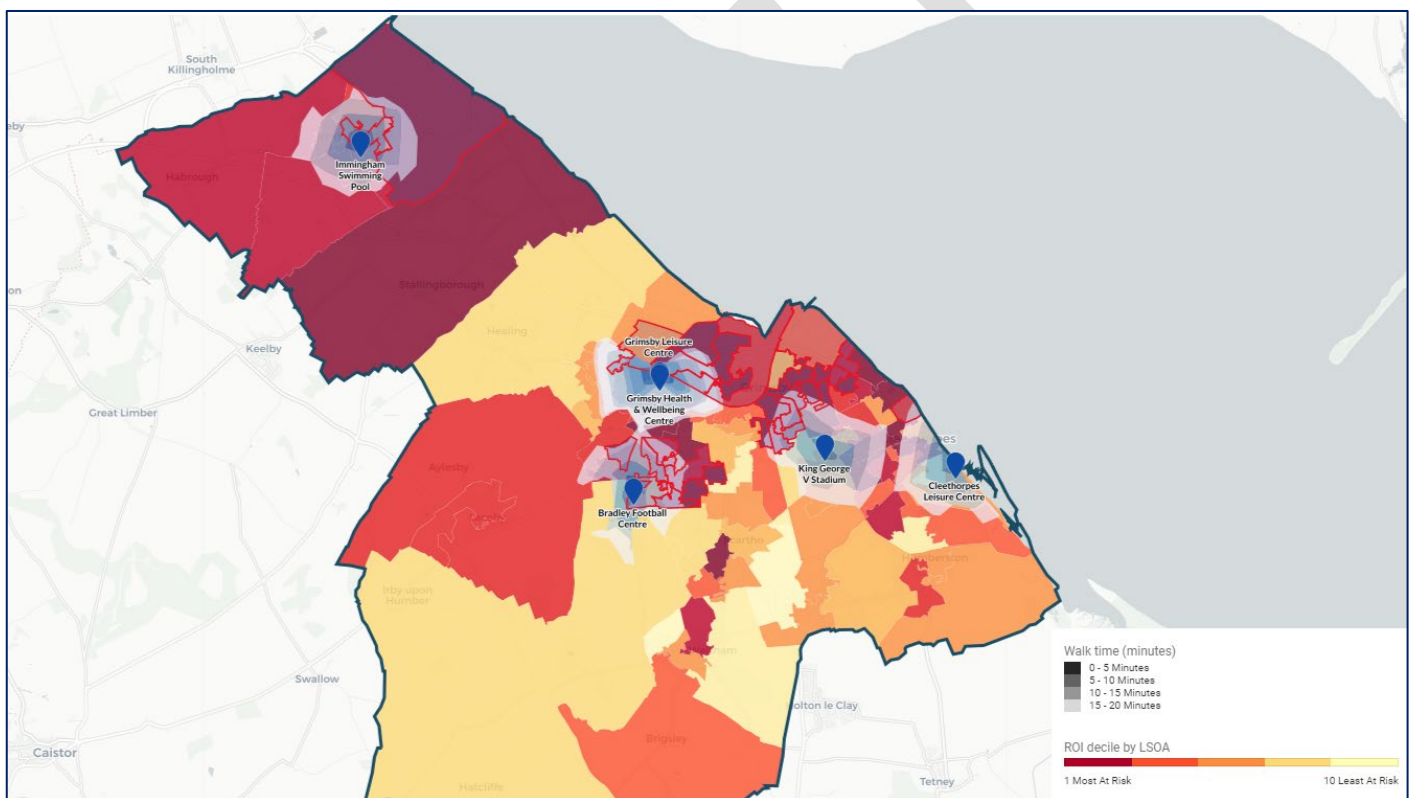 South
Killingholme
Immingham
Swimming
Pool
Habrough
Stallingborough
Keelby
Healing
Great Limber
Grimsby Leisure
Centre
Grimsby Health
& Wellbeing
Centre
King George
V Stadium
Cleethorpes
Leisure Centre
Aylesby
Laceby
Bradley Football
Centre
Irby upon
Humber
Humberston
Swallow
Caistor
Brigsley
Hatcliffe
olton le Clay
Tetney
Walk time (minutes)
0 - 5 Minutes
5 - 10 Minutes
10 - 15 Minutes
15 - 20 Minutes
ROI decile by LSOA
1 Most At Risk
10 Least At Risk